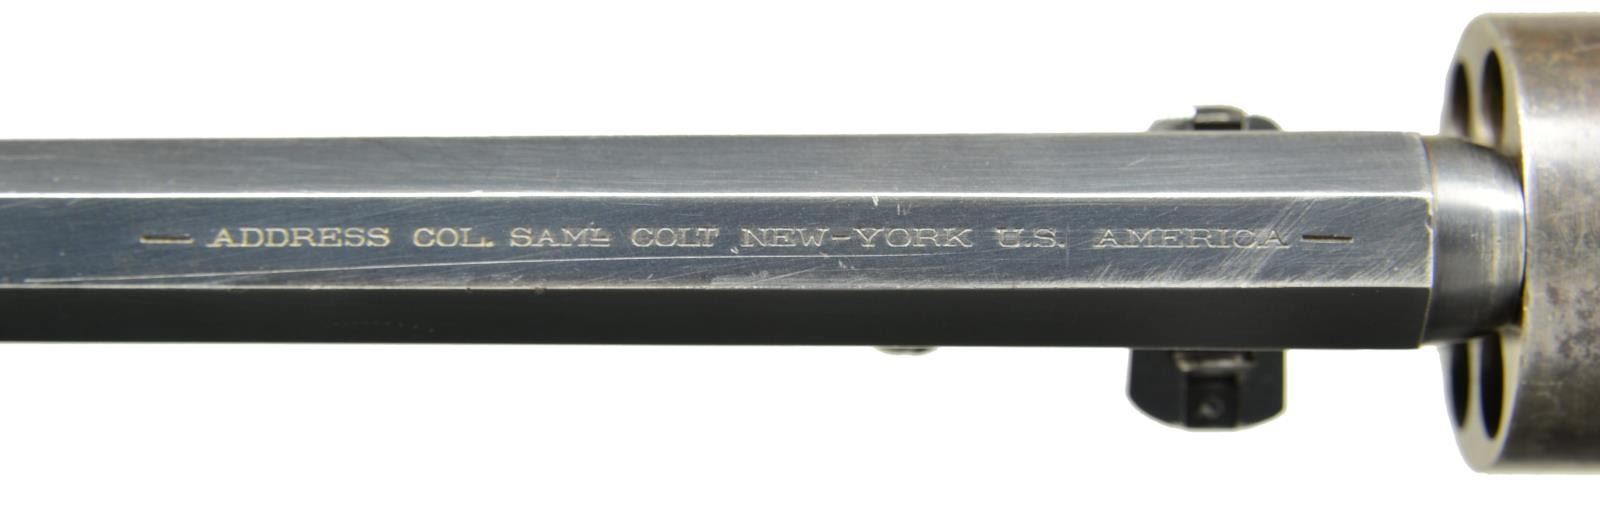 — ADDRESS COL. SAMᴸ COLT NEW-YORK U.S. AMERICA —